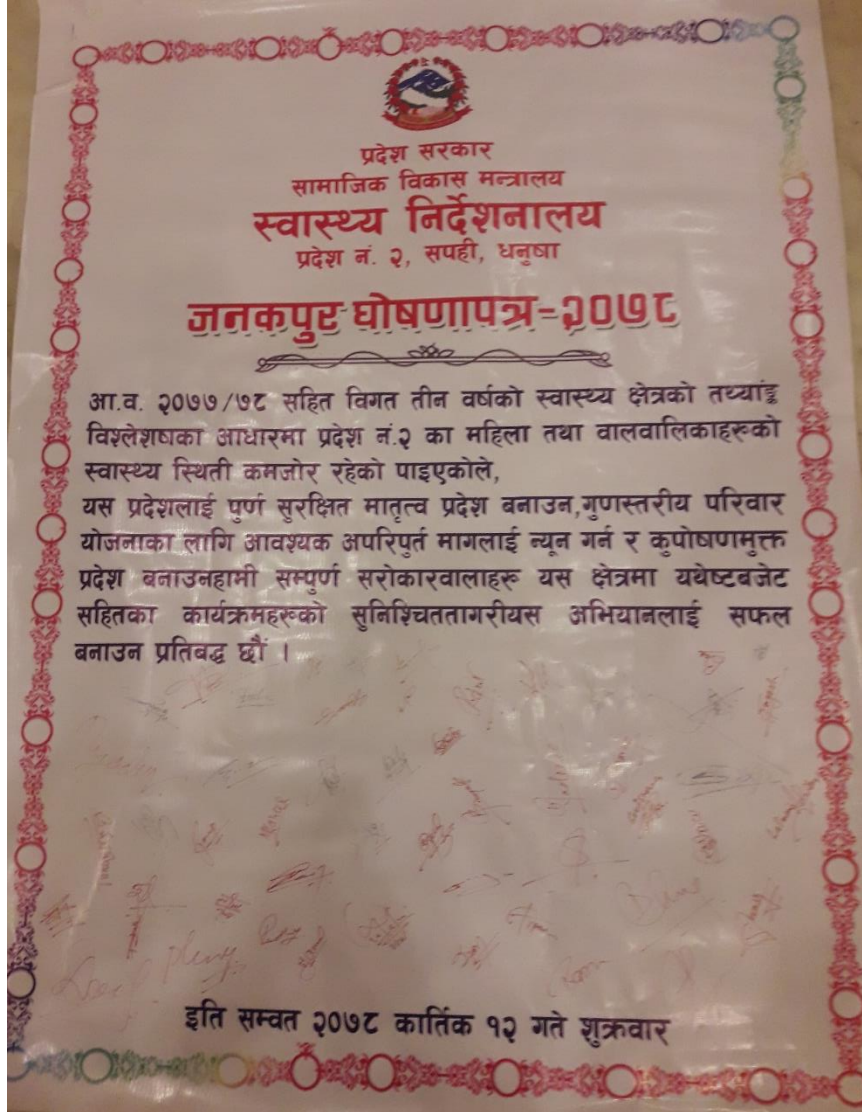 प्रदेश सरकार
सामाजिक विकास मन्त्रालय
स्वास्थ्य निर्देशनालय
प्रदेश नं. २, सपही, धनुषा
जनकपुर घोषणापत्र-२०७८
आ.व. २०७७/७८ सहित विगत तीन वर्षको स्वास्थ्य क्षेत्रको तथ्याङ्क
विश्लेशषका आधारमा प्रदेश नं.२ का महिला तथा वालवालिकाहरूको
स्वास्थ्य स्थिती कमजोर रहेको पाइएकोले,
यस प्रदेशलाई पुर्ण सुरक्षित मातृत्व प्रदेश बनाउन,गुणस्तरीय परिवार
योजनाका लागि आवश्यक अपरिपुर्त मागलाई न्यून गर्न र कुपोषणमुक्त
प्रदेश बनाउनहामी सम्पुर्ण सरोकारवालाहरू यस क्षेत्रमा यथेष्टबजेट
सहितका कार्यक्रमहरूको सुनिश्चिततागरीयस अभियानलाई सफल
बनाउन प्रतिबद्ध छौं ।
इति सम्वत २०७८ कार्तिक १२ गते शुक्रवार